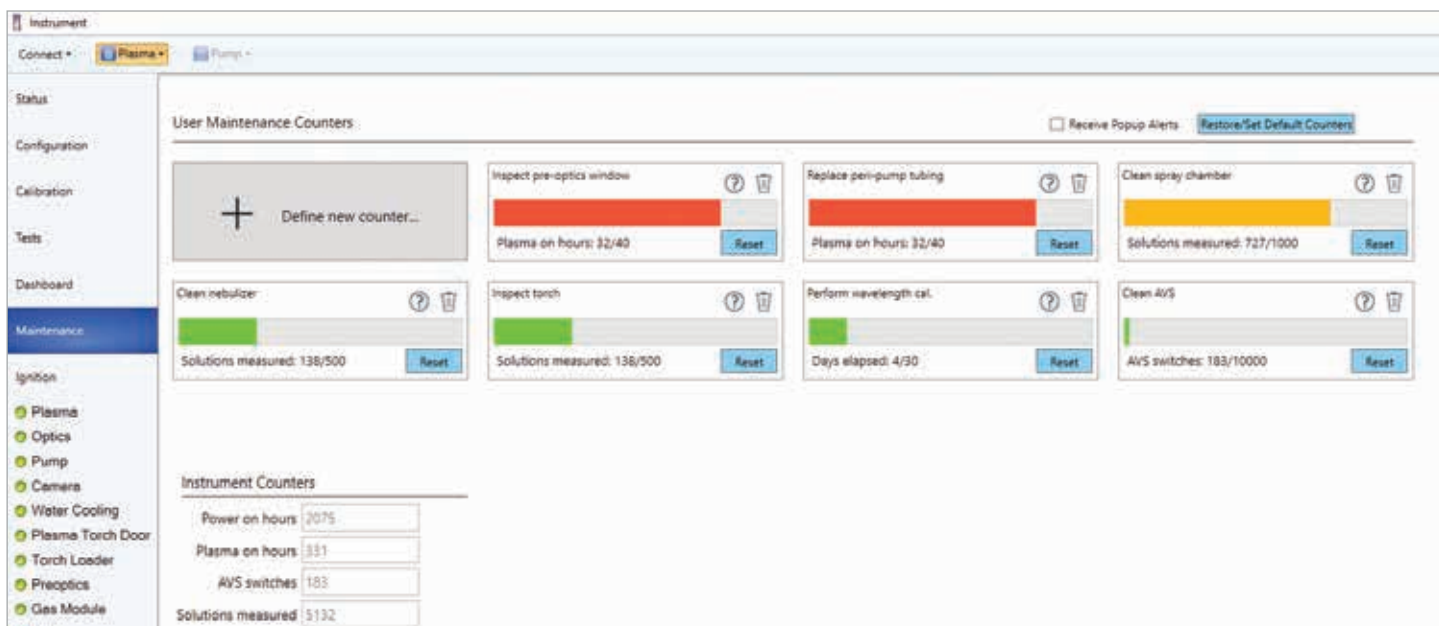 Instrument
Connect
Plasma
Pump
Status
Configuration
Calibration
Tests
Dashboard
Maintenance
Ignition
Plasma
Optics
Pump
Camera
Water Cooling
Plasma Torch Door
Torch Loader
Preoptics
Gas Module
User Maintenance Counters
Receive Popup Alerts
Restore/Set Default Counters
+ Define new counter...
Inspect pre-optics window ?
Plasma on hours: 32/40 Reset
Replace peri-pump tubing ?
Plasma on hours: 32/40 Reset
Clean spray chamber ?
Solutions measured: 727/1000 Reset
Clean nebulizer ?
Solutions measured: 138/500 Reset
Inspect torch ?
Solutions measured: 138/500 Reset
Perform wavelength cal. ?
Days elapsed: 4/30 Reset
Clean AVS ?
AVS switches: 183/10000 Reset
Instrument Counters
Power on hours 2075
Plasma on hours 331
AVS switches 183
Solutions measured 5132